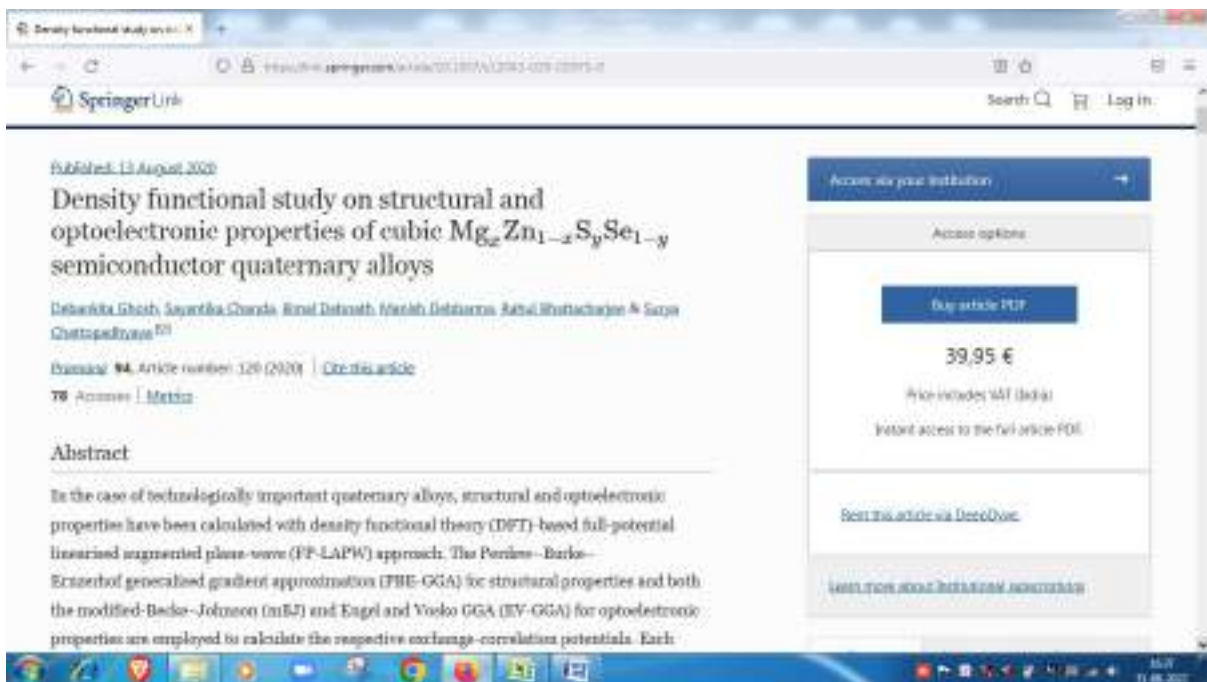 Density functional study on
SpringerLink
Search
Log in
Published: 13 August 2020
Density functional study on structural and
optoelectronic properties of cubic MgₓZn₁₋ₓSᵧSe₁₋ᵧ
semiconductor quaternary alloys
Debankita Ghosh, Sayantika Chanda, Bimal Debnath, Manish Debbarma, Rahul Bhattacharjee & Surya
Chattopadhyaya
Pramana 94, Article number: 120 (2020) | Cite this article
78 Accesses | Metrics
Abstract
In the case of technologically important quaternary alloys, structural and optoelectronic
properties have been calculated with density functional theory (DFT)-based full-potential
linearised augmented plane-wave (FP-LAPW) approach. The Perdew–Burke–
Ernzerhof generalised gradient approximation (PBE-GGA) for structural properties and both
the modified-Becke–Johnson (mBJ) and Engel and Vosko GGA (EV-GGA) for optoelectronic
properties are employed to calculate the respective exchange-correlation potentials. Each
Access via your institution →
Access options
Buy article PDF
39,95 €
Price includes VAT (India)
Instant access to the full article PDF.
Rent this article via DeepDyve.
Learn more about Institutional subscriptions